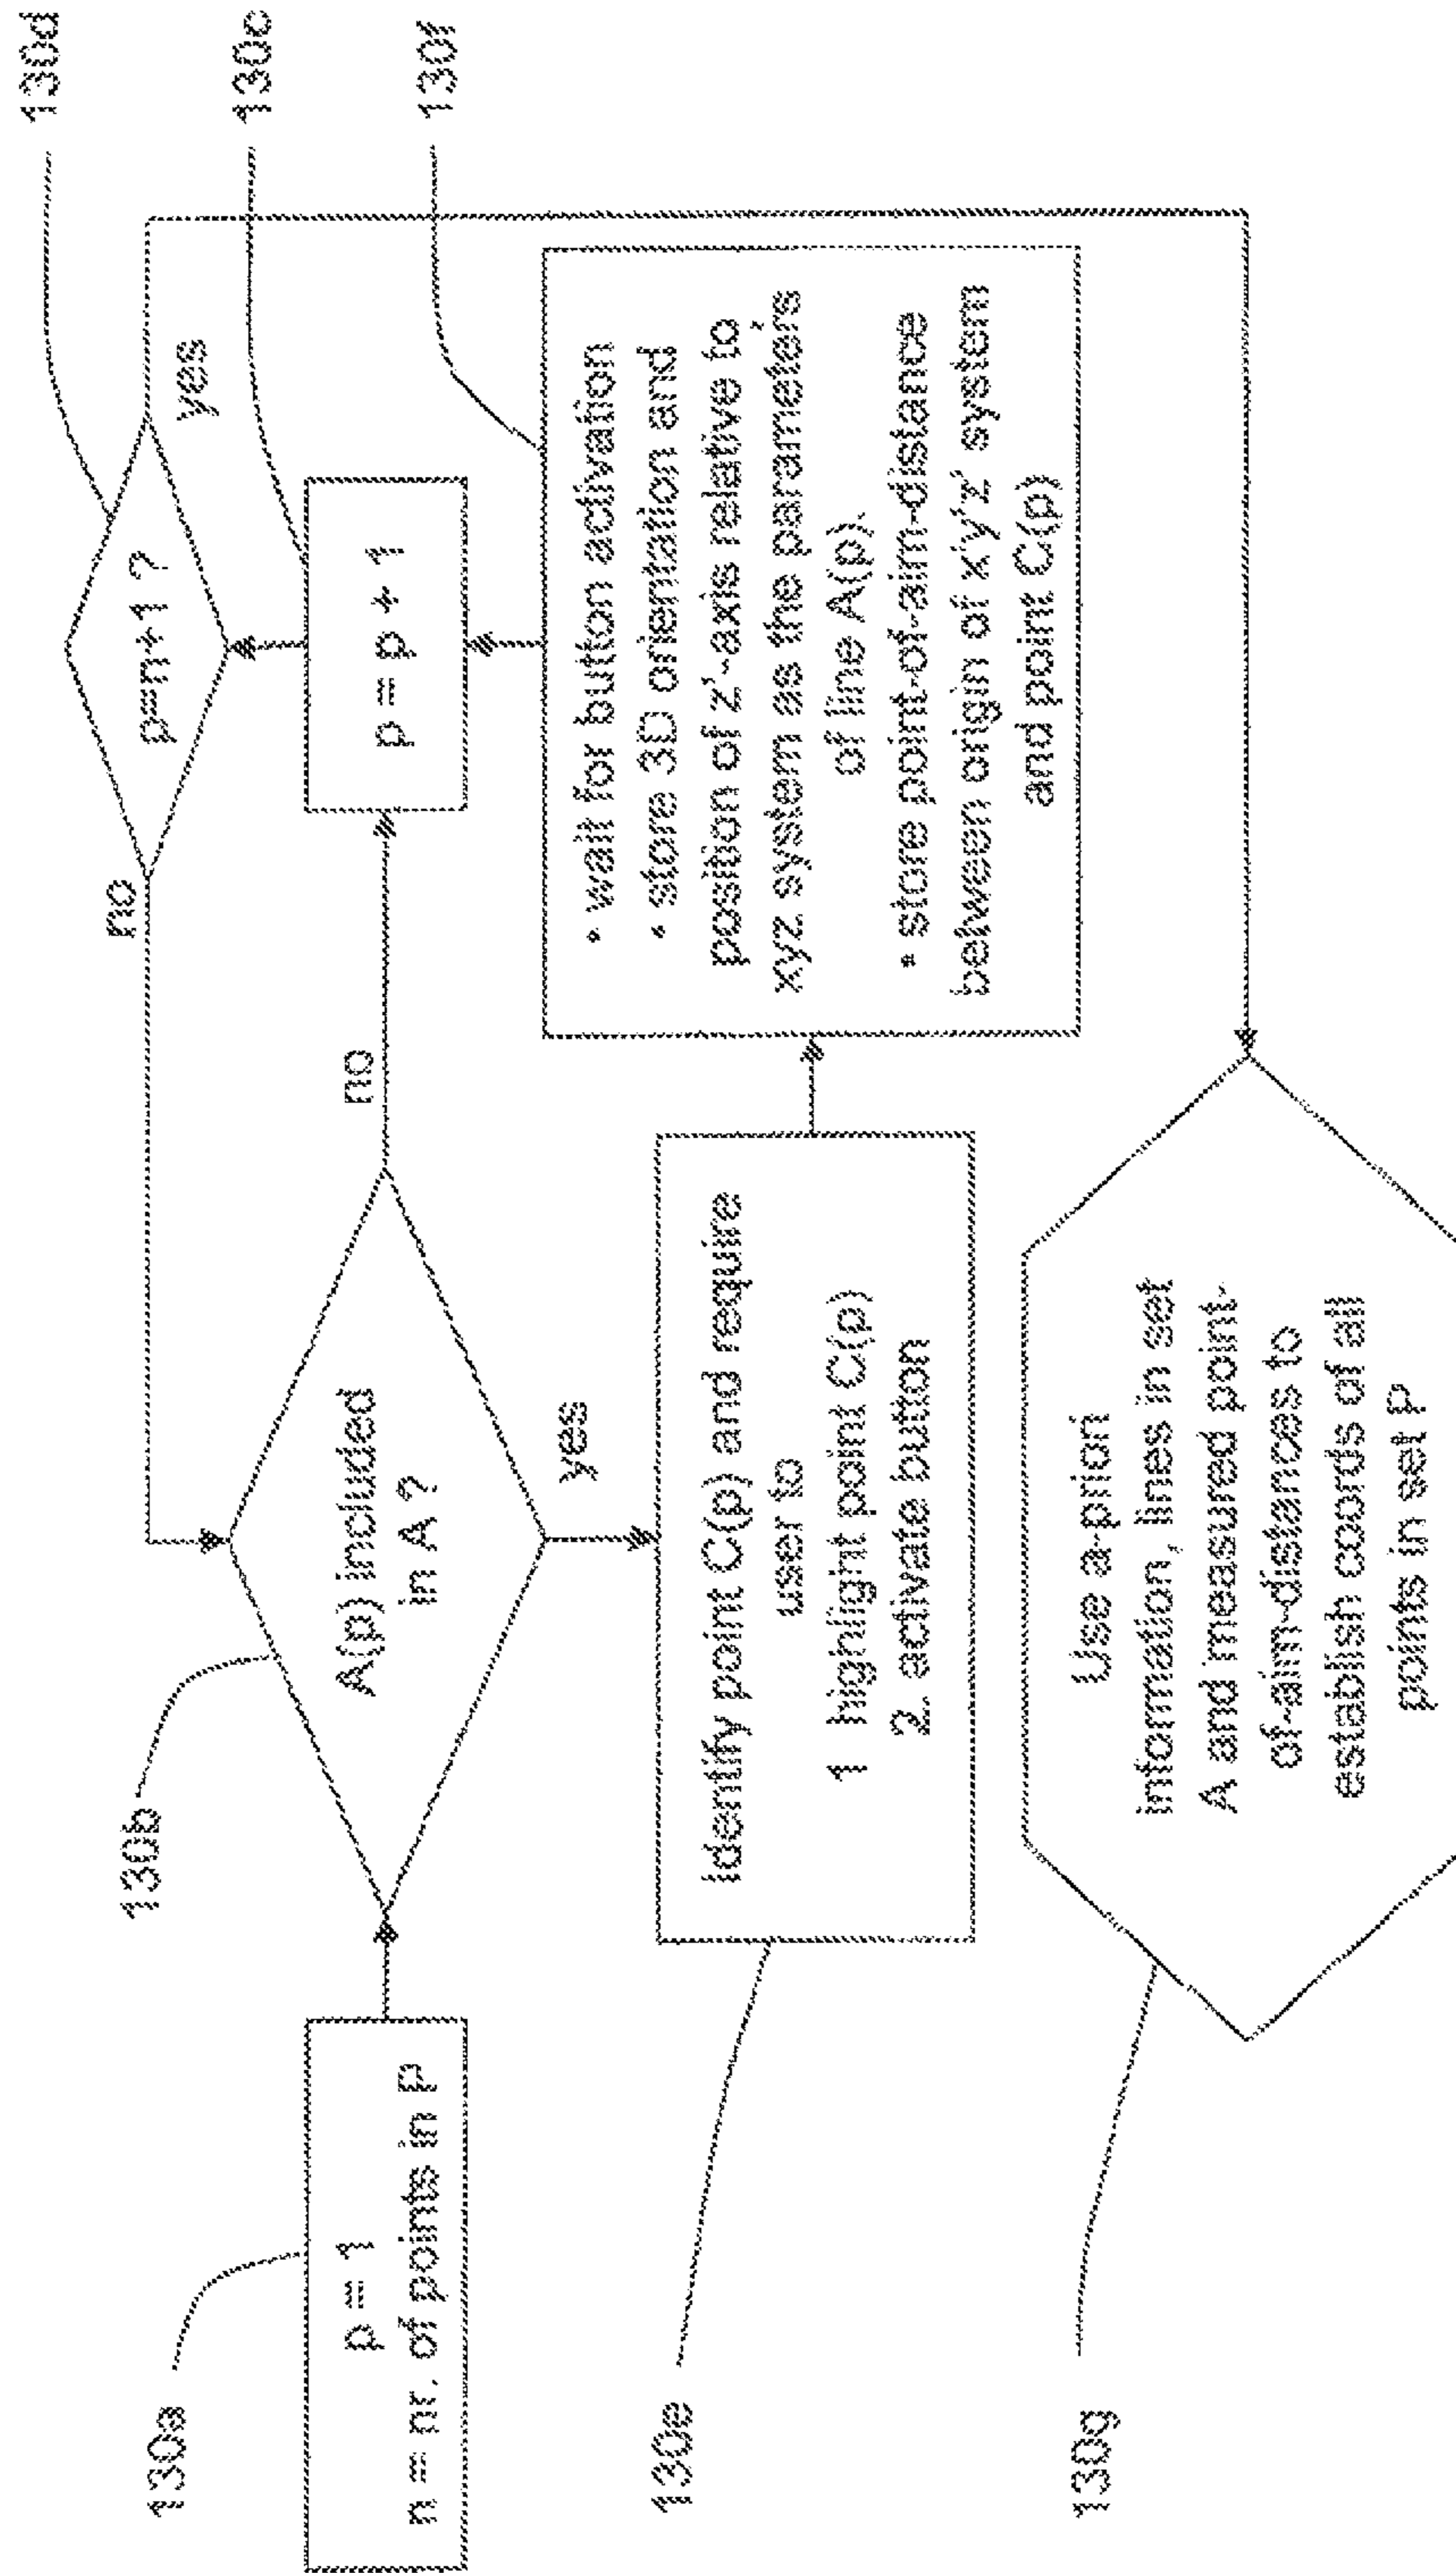 130a
p = 1
n = nr. of points in P
130b
A(p) included
in A ?
no
yes
130d
p=n+1 ?
no
yes
130c
p = p + 1
130e
Identify point C(p) and require
user to
1 highlight point C(p)
2. activate button
130f
• wait for button activation
• store 3D orientation and
position of z'-axis relative to
xyz system as the parameters
of line A(p).
• store point-of-aim-distance
between origin of x'y'z' system
and point C(p)
130g
Use a-priori
information, lines in set
A and measured point-
of-aim-distances to
establish coords of all
points in set P